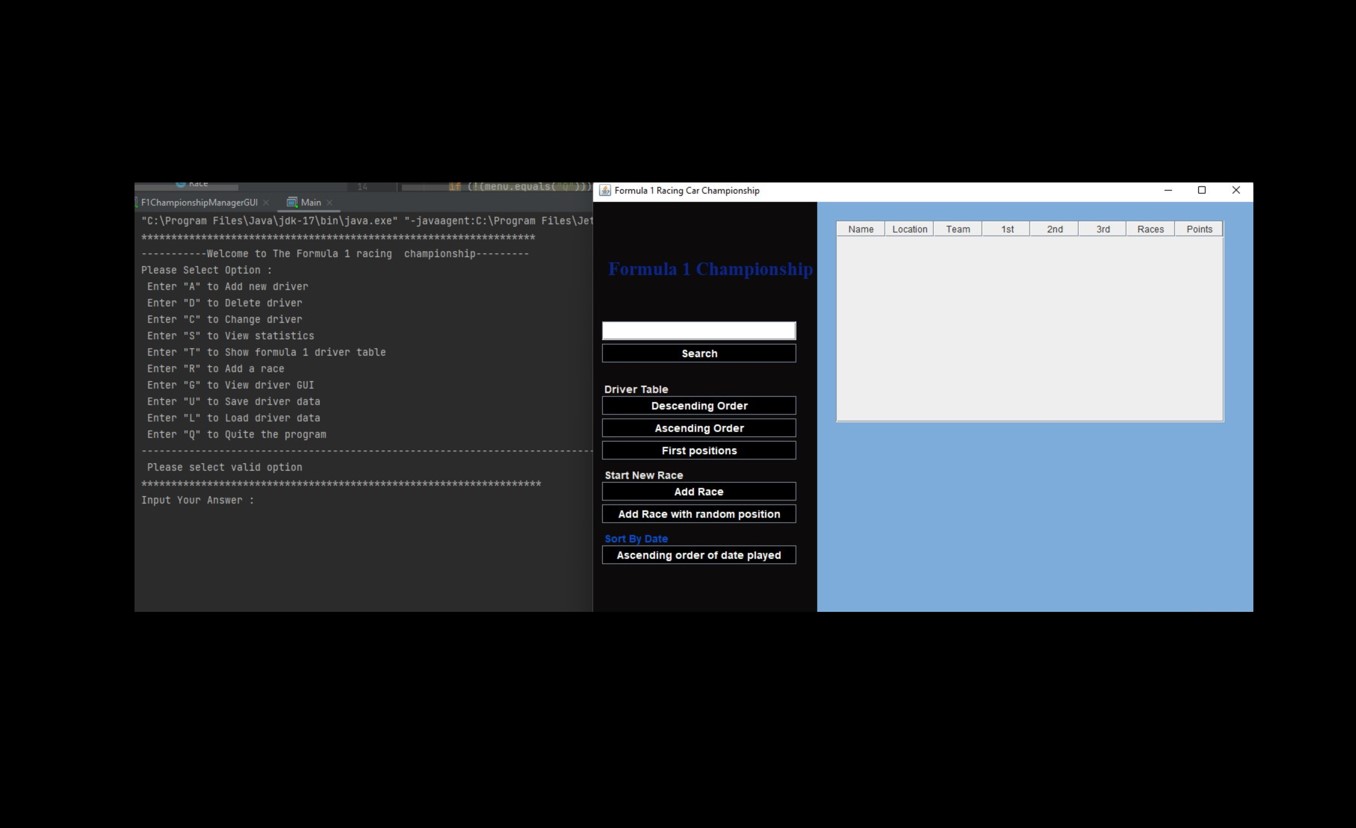 Race
14
if (!(menu.equals("Q")))
F1ChampionshipManagerGUI
Main
"C:\Program Files\Java\jdk-17\bin\java.exe" "-javaagent:C:\Program Files\Jet
******************************************************************
-----------Welcome to The Formula 1 racing  championship---------
Please Select Option :
Enter "A" to Add new driver
Enter "D" to Delete driver
Enter "C" to Change driver
Enter "S" to View statistics
Enter "T" to Show formula 1 driver table
Enter "R" to Add a race
Enter "G" to View driver GUI
Enter "U" to Save driver data
Enter "L" to Load driver data
Enter "Q" to Quite the program
---------------------------------------------------------------------------
Please select valid option
*******************************************************************
Input Your Answer :
Formula 1 Racing Car Championship
Formula 1 Championship
Search
Driver Table
Descending Order
Ascending Order
First positions
Start New Race
Add Race
Add Race with random position
Sort By Date
Ascending order of date played
Name Location Team 1st 2nd 3rd Races Points